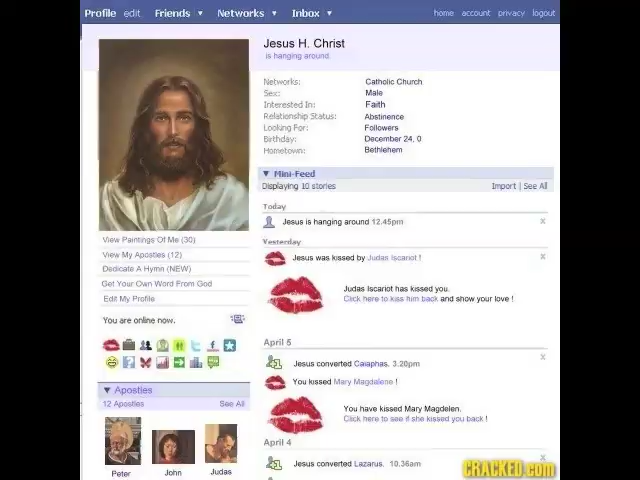 Profile edit Friends ▼ Networks ▼ Inbox ▼ home account privacy logout
Jesus H. Christ
is hanging around.
Networks: Catholic Church
Sex: Male
Interested In: Faith
Relationship Status: Abstinence
Looking For: Followers
Birthday: December 24, 0
Hometown: Bethlehem
▼ Mini-Feed
Displaying 10 stories Import | See All
Today
Jesus is hanging around 12.45pm x
Yesterday
Jesus was kissed by Judas Iscariot ! x
Judas Iscariot has kissed you.
Click here to kiss him back and show your love !
April 5
Jesus converted Caiaphas. 3.20pm x
You kissed Mary Magdalene !
You have kissed Mary Magdelen.
Click here to see if she kissed you back !
April 4
Jesus converted Lazarus. 10.36am x
View Paintings Of Me (30)
View My Apostles (12)
Dedicate A Hymn (NEW)
Get Your Own Word From God
Edit My Profile
You are online now.
▼ Apostles
12 Apostles See All
Peter John Judas
CRACKED.com